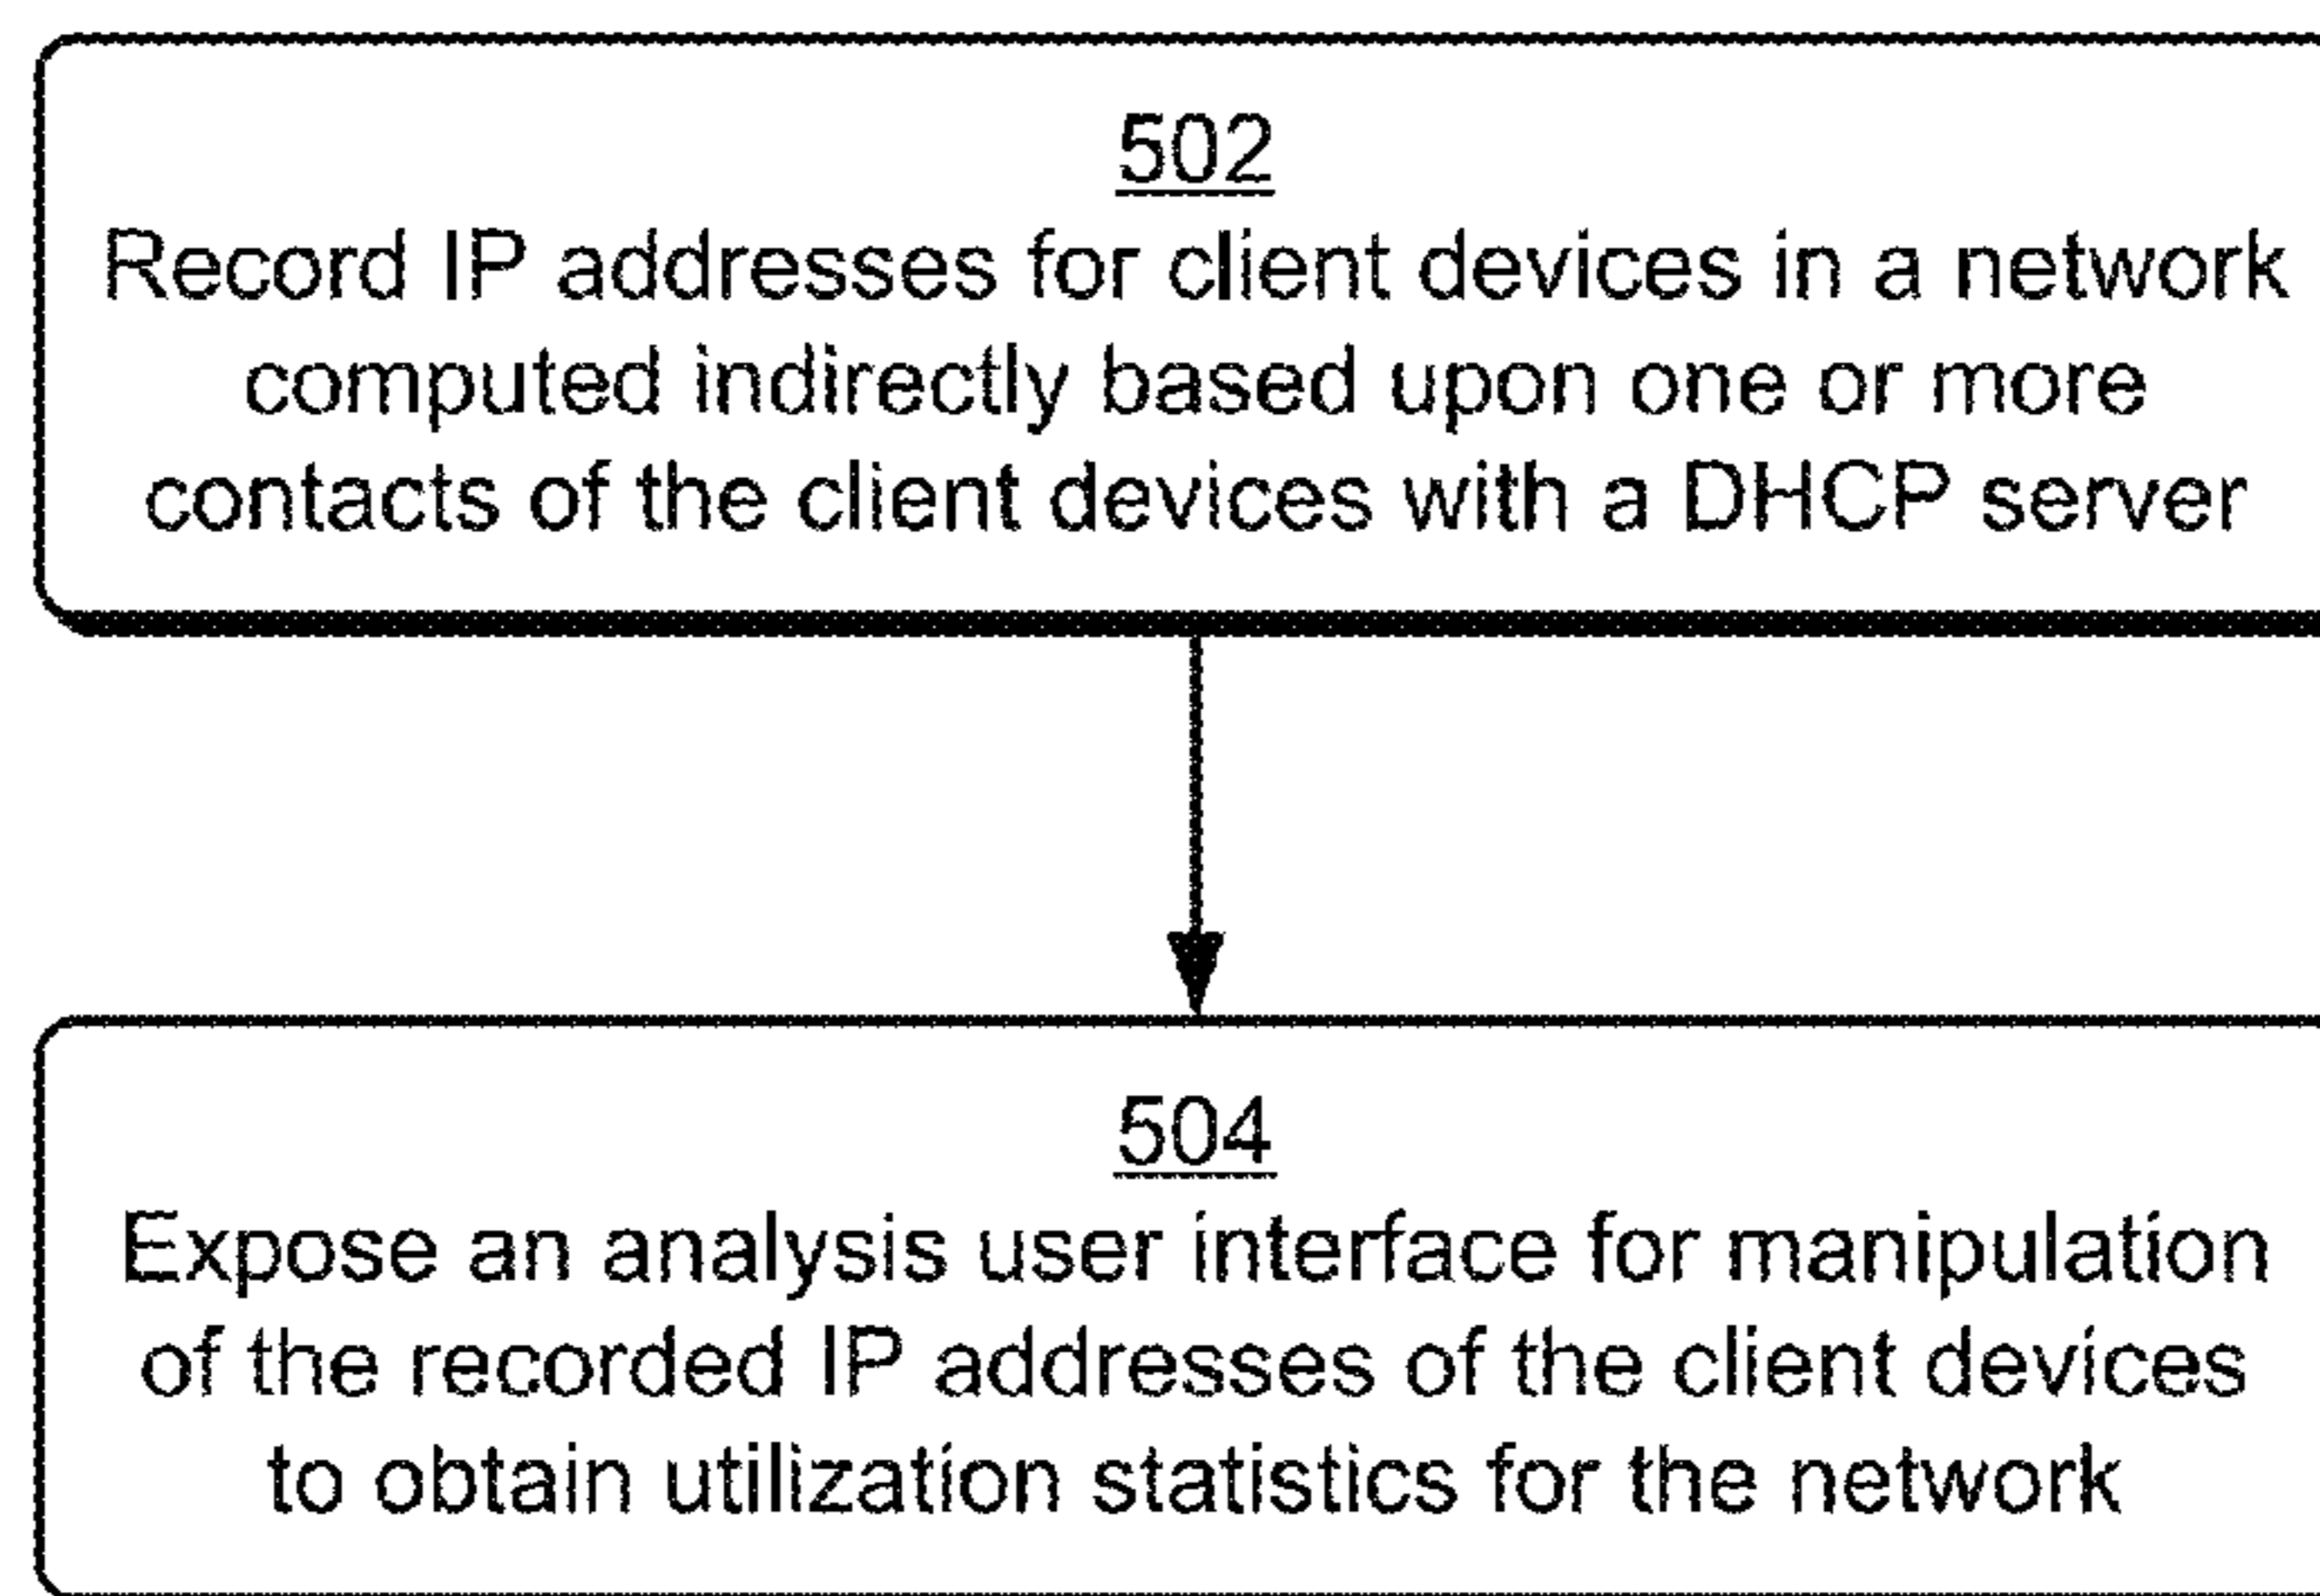 502
Record IP addresses for client devices in a network
computed indirectly based upon one or more
contacts of the client devices with a DHCP server
504
Expose an analysis user interface for manipulation
of the recorded IP addresses of the client devices
to obtain utilization statistics for the network